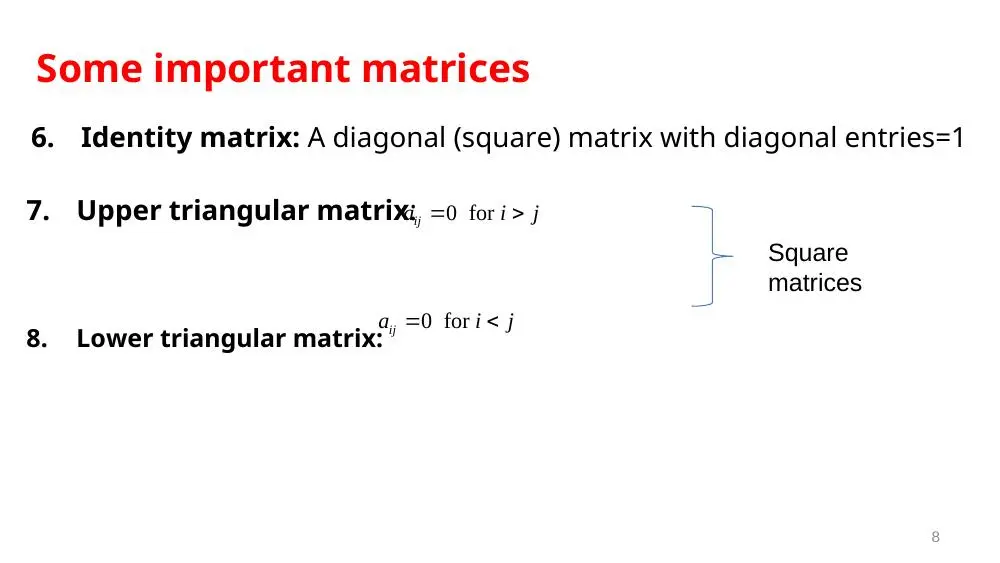 Some important matrices
6. Identity matrix: A diagonal (square) matrix with diagonal entries=1
7. Upper triangular matrix: aij =0 for i > j
Square
matrices
8. Lower triangular matrix: aij =0 for i < j
8